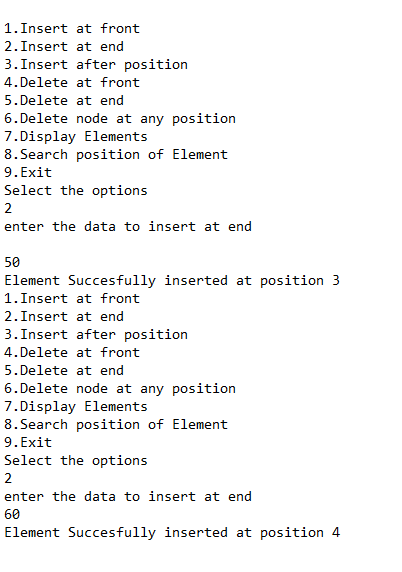 1.Insert at front
2.Insert at end
3.Insert after position
4.Delete at front
5.Delete at end
6.Delete node at any position
7.Display Elements
8.Search position of Element
9.Exit
Select the options
2
enter the data to insert at end
50
Element Succesfully inserted at position 3
1.Insert at front
2.Insert at end
3.Insert after position
4.Delete at front
5.Delete at end
6.Delete node at any position
7.Display Elements
8.Search position of Element
9.Exit
Select the options
2
enter the data to insert at end
60
Element Succesfully inserted at position 4